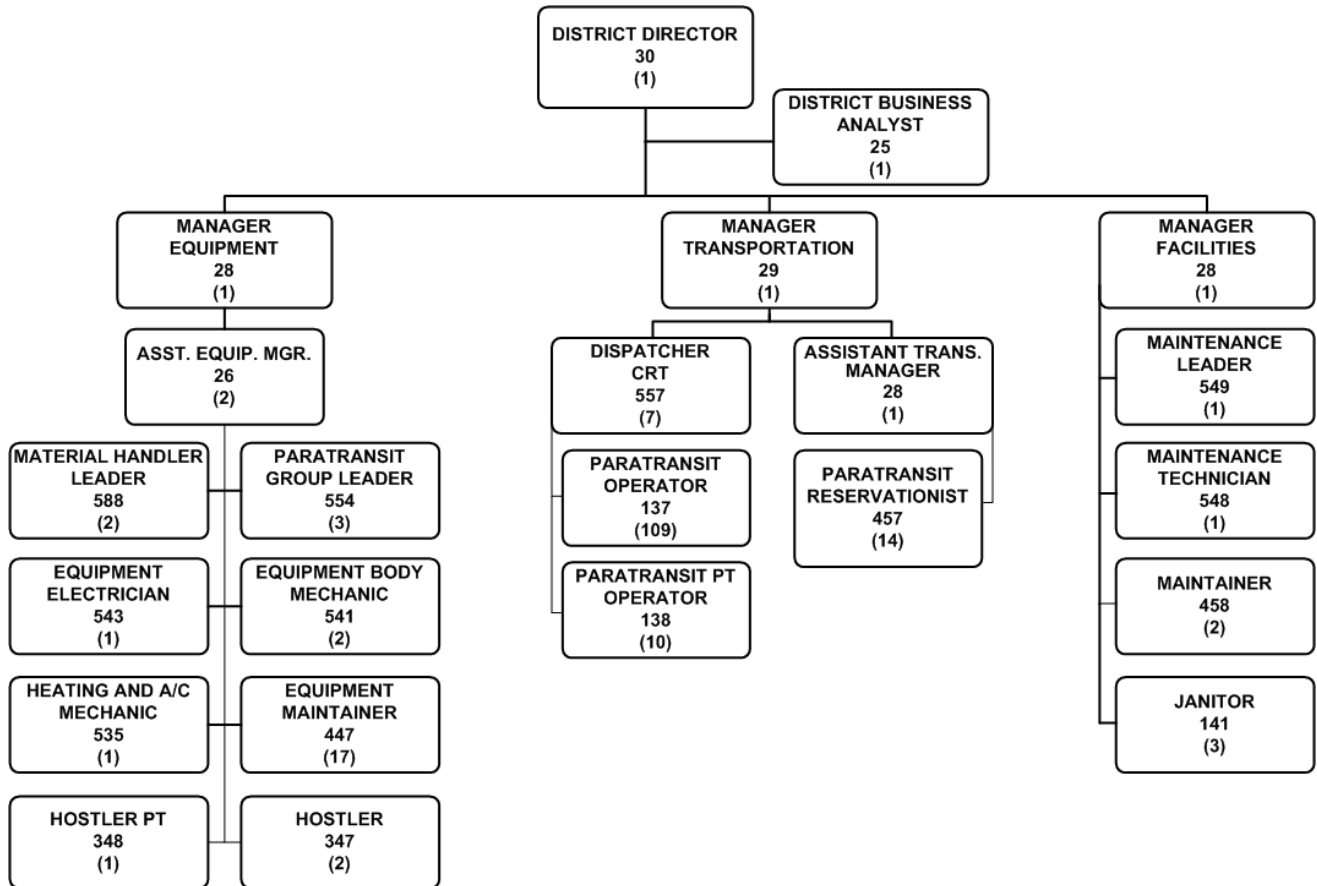 DISTRICT DIRECTOR
30
(1)
DISTRICT BUSINESS
ANALYST
25
(1)
MANAGER
EQUIPMENT
28
(1)
MANAGER
TRANSPORTATION
29
(1)
MANAGER
FACILITIES
28
(1)
ASST. EQUIP. MGR.
26
(2)
MATERIAL HANDLER
LEADER
588
(2)
PARATRANSIT
GROUP LEADER
554
(3)
EQUIPMENT
ELECTRICIAN
543
(1)
EQUIPMENT BODY
MECHANIC
541
(2)
HEATING AND A/C
MECHANIC
535
(1)
EQUIPMENT
MAINTAINER
447
(17)
HOSTLER PT
348
(1)
HOSTLER
347
(2)
DISPATCHER
CRT
557
(7)
PARATRANSIT
OPERATOR
137
(109)
PARATRANSIT PT
OPERATOR
138
(10)
ASSISTANT TRANS.
MANAGER
28
(1)
PARATRANSIT
RESERVATIONIST
457
(14)
MAINTENANCE
LEADER
549
(1)
MAINTENANCE
TECHNICIAN
548
(1)
MAINTAINER
458
(2)
JANITOR
141
(3)